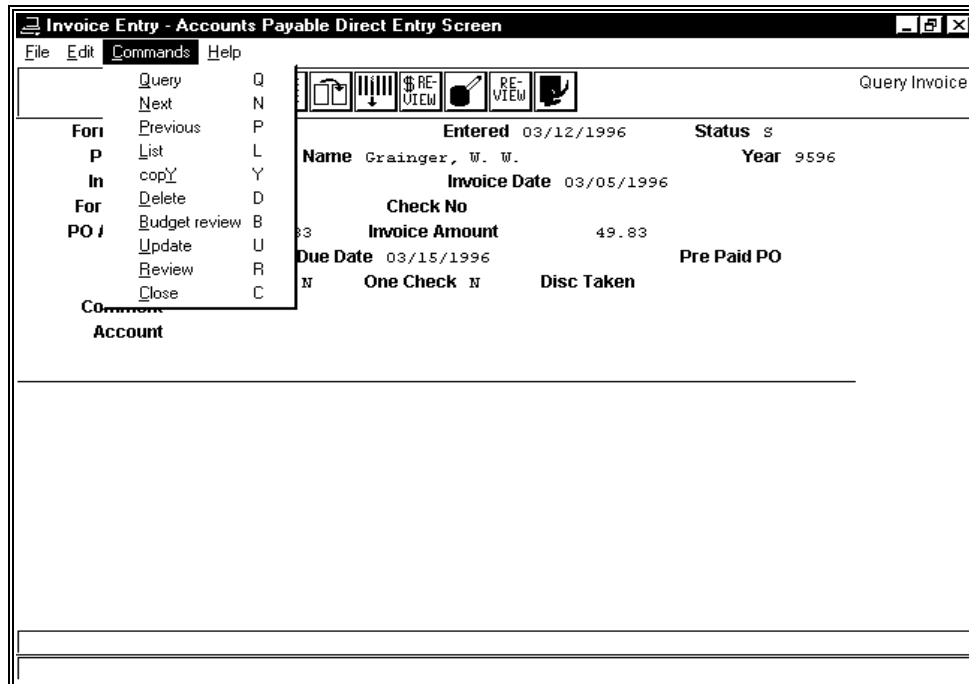 Invoice Entry - Accounts Payable Direct Entry Screen
File Edit Commands Help
Query Q
Next N
Previous P
List L
copY Y
Delete D
Budget review B
Update U
Review R
Close C
$ RE-VIEW RE-VIEW Query Invoice
Entered 03/12/1996 Status S
Name Grainger, W. W. Year 9596
Invoice Date 03/05/1996
Check No
Invoice Amount 49.83
Due Date 03/15/1996 Pre Paid PO
N One Check N Disc Taken
Comment
Account